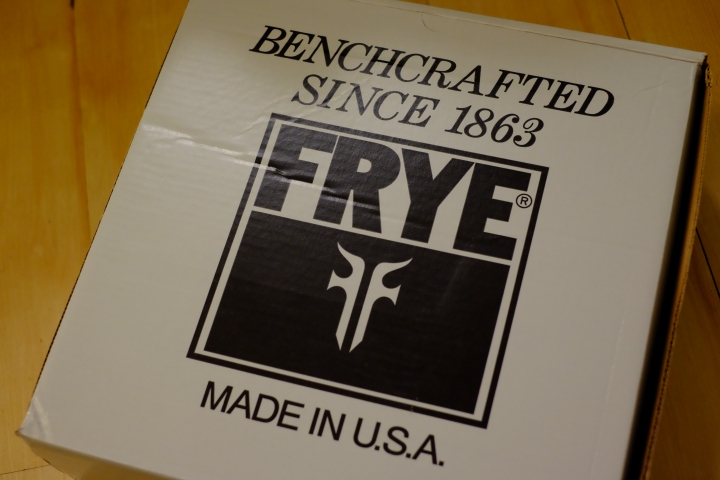 BENCHCRAFTED
SINCE 1863
FRYE®
MADE IN U.S.A.